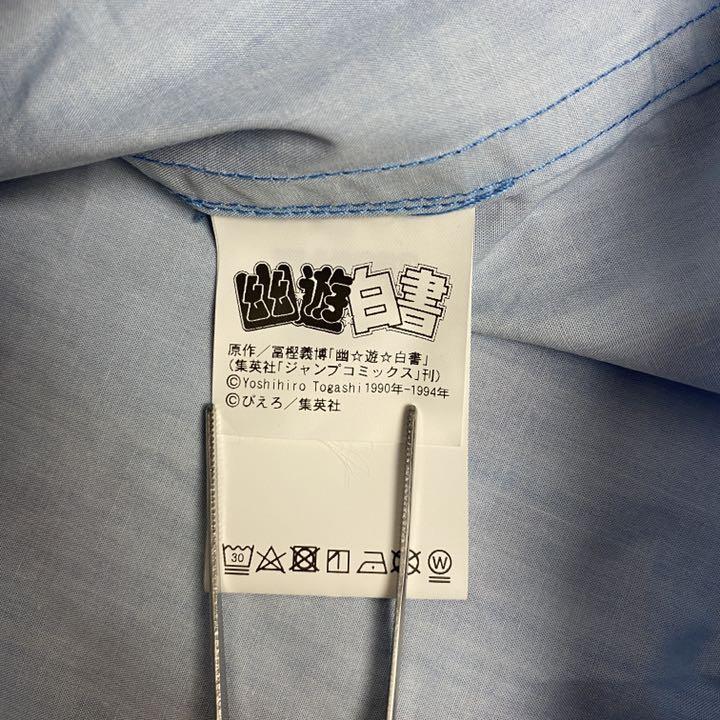 幽遊白書
原作/冨樫義博「幽☆遊☆白書」
(集英社「ジャンプコミックス」刊)
©Yoshihiro Togashi 1990年-1994年
©ぴえろ/集英社
30
W